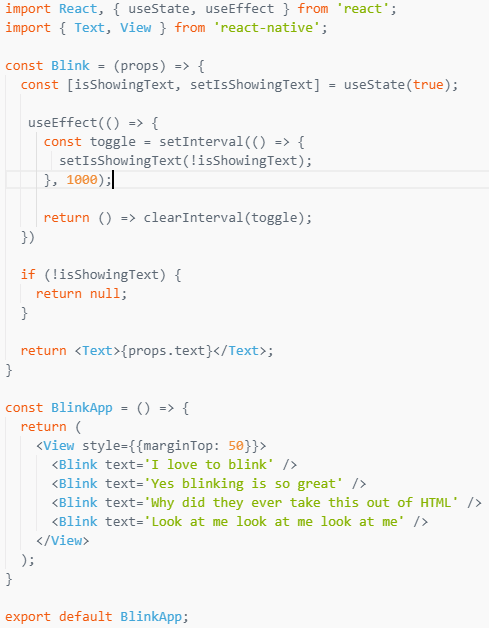 import React, { useState, useEffect } from 'react';
import { Text, View } from 'react-native';

const Blink = (props) => {
  const [isShowingText, setIsShowingText] = useState(true);

   useEffect(() => {
     const toggle = setInterval(() => {
       setIsShowingText(!isShowingText);
     }, 1000);

     return () => clearInterval(toggle);
  })

  if (!isShowingText) {
    return null;
  }

  return <Text>{props.text}</Text>;
}

const BlinkApp = () => {
  return (
    <View style={{marginTop: 50}}>
      <Blink text='I love to blink' />
      <Blink text='Yes blinking is so great' />
      <Blink text='Why did they ever take this out of HTML' />
      <Blink text='Look at me look at me look at me' />
    </View>
  );
}

export default BlinkApp;